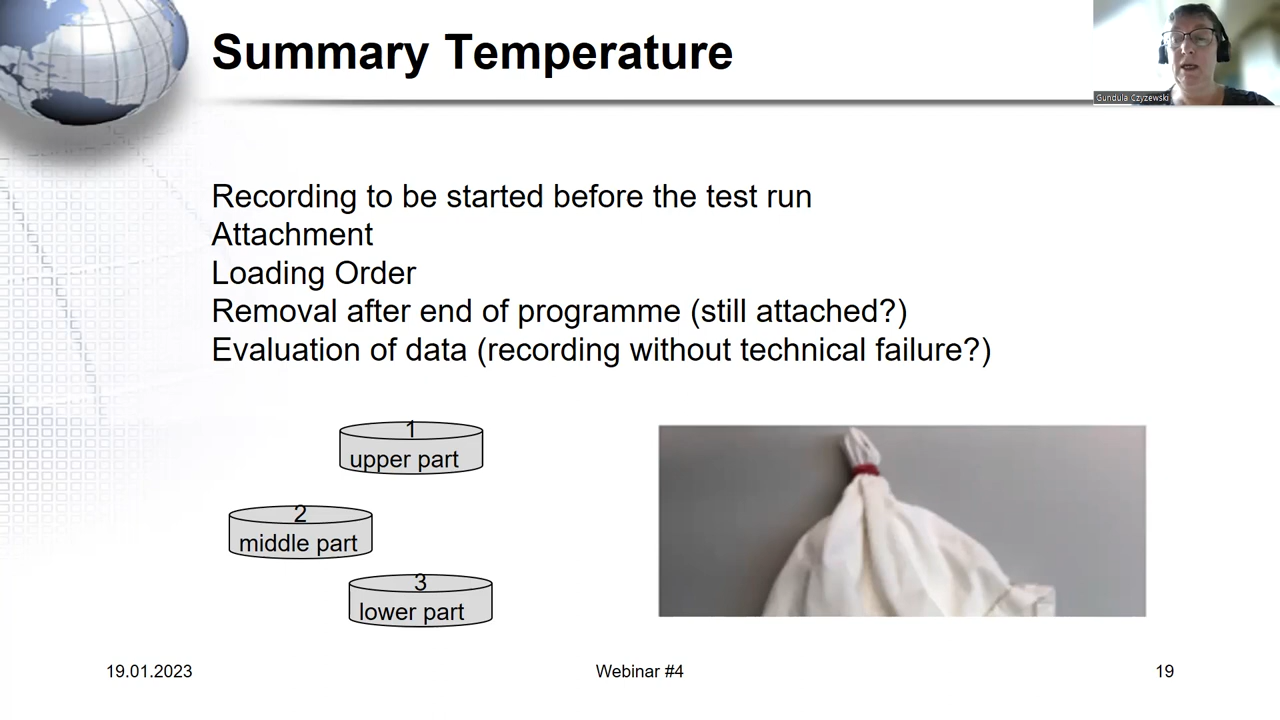 Summary Temperature
Gundula Czyzewski
Recording to be started before the test run
Attachment
Loading Order
Removal after end of programme (still attached?)
Evaluation of data (recording without technical failure?)
1
upper part
2
middle part
3
lower part
19.01.2023
Webinar #4
19